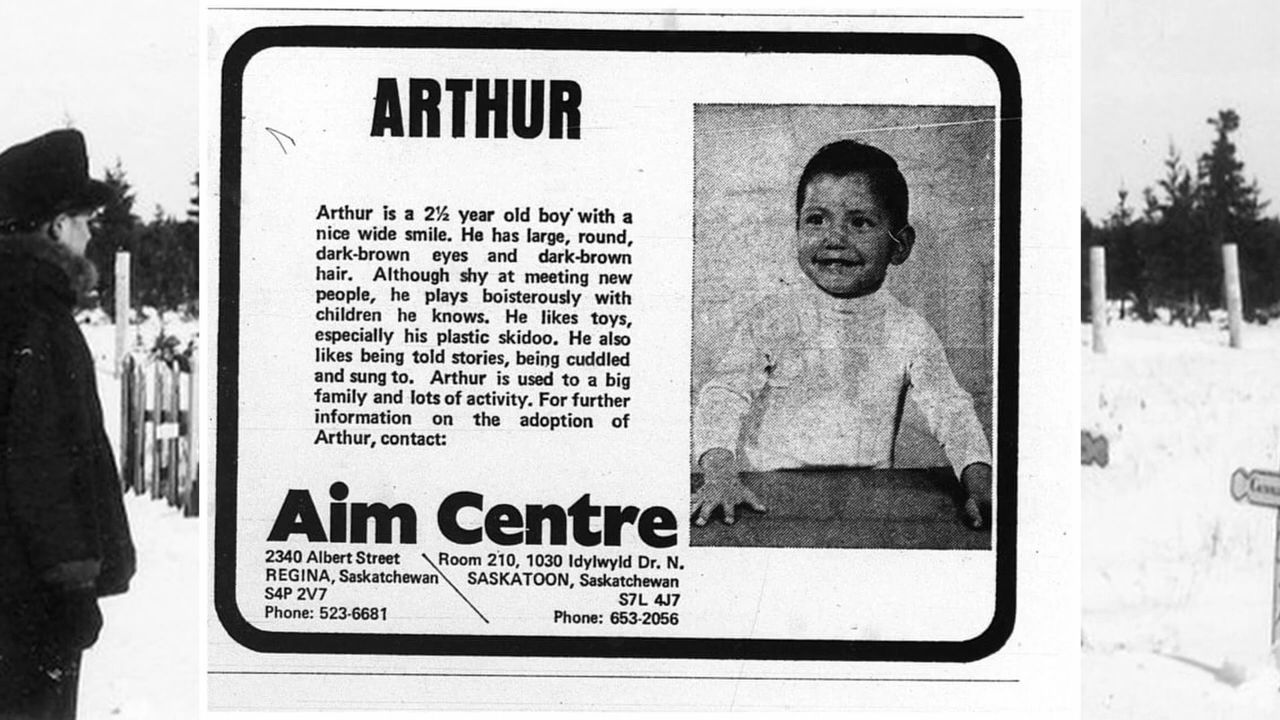 ARTHUR
Arthur is a 2½ year old boy with a
nice wide smile. He has large, round,
dark-brown eyes and dark-brown
hair. Although shy at meeting new
people, he plays boisterously with
children he knows. He likes toys,
especially his plastic skidoo. He also
likes being told stories, being cuddled
and sung to. Arthur is used to a big
family and lots of activity. For further
information on the adoption of
Arthur, contact:
Aim Centre
2340 Albert Street
REGINA, Saskatchewan
S4P 2V7
Phone: 523-6681
Room 210, 1030 Idylwyld Dr. N.
SASKATOON, Saskatchewan
S7L 4J7
Phone: 653-2056